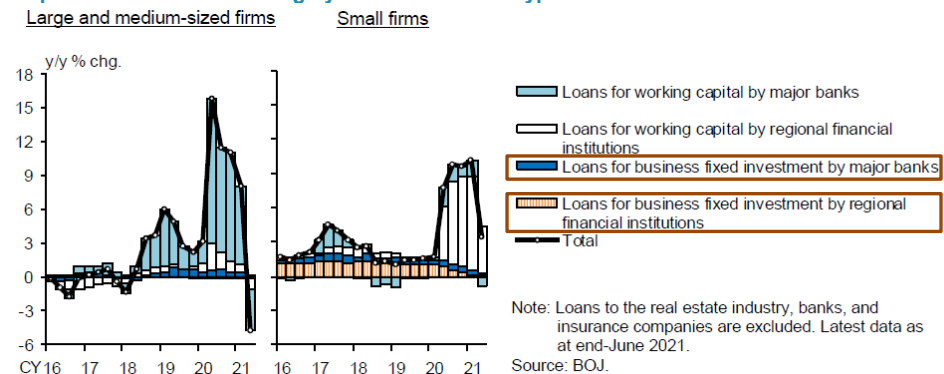 Large and medium-sized firms
Small firms
y/y % chg.
18
15
12
9
6
3
0
-3
-6
CY16 17 18 19 20 21
16 17 18 19 20 21
Loans for working capital by major banks
Loans for working capital by regional financial
institutions
Loans for business fixed investment by major banks
Loans for business fixed investment by regional
financial institutions
Total
Note: Loans to the real estate industry, banks, and
insurance companies are excluded. Latest data as
at end-June 2021.
Source: BOJ.